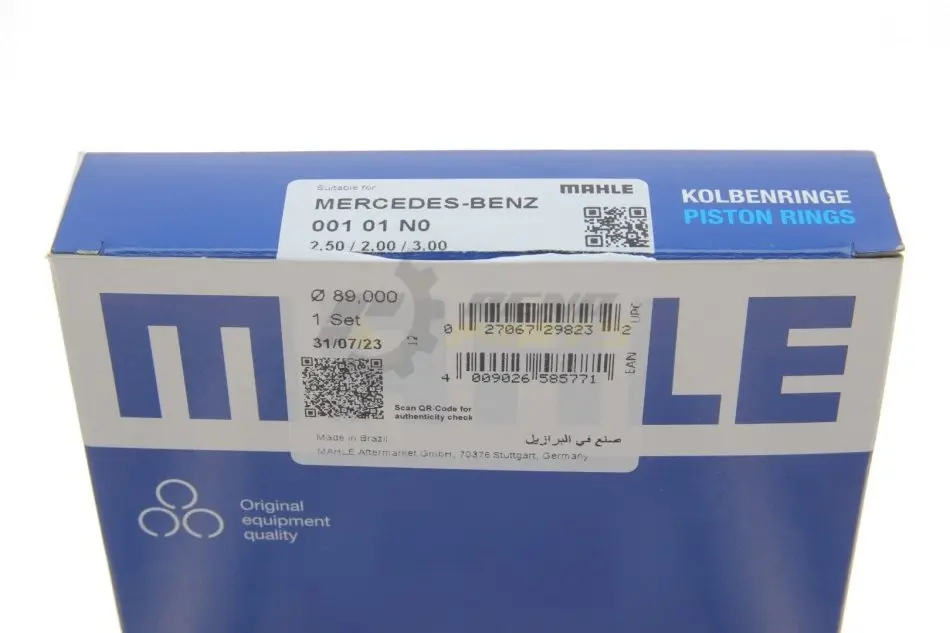 Suitable for
MAHLE
MERCEDES-BENZ
001 01 N0
2.50 / 2.00 / 3.00
KOLBENRINGE
PISTON RINGS
Ø 89,000
1 Set
31/07/23
12
0 27067 29823 2
UPC
4 009026 585771
EAN
Scan QR-Code for
authenticity check
Made in Brazil
صنع في البرازيل
MAHLE Aftermarket GmbH, 70376 Stuttgart, Germany
MAHLE
Original
equipment
quality